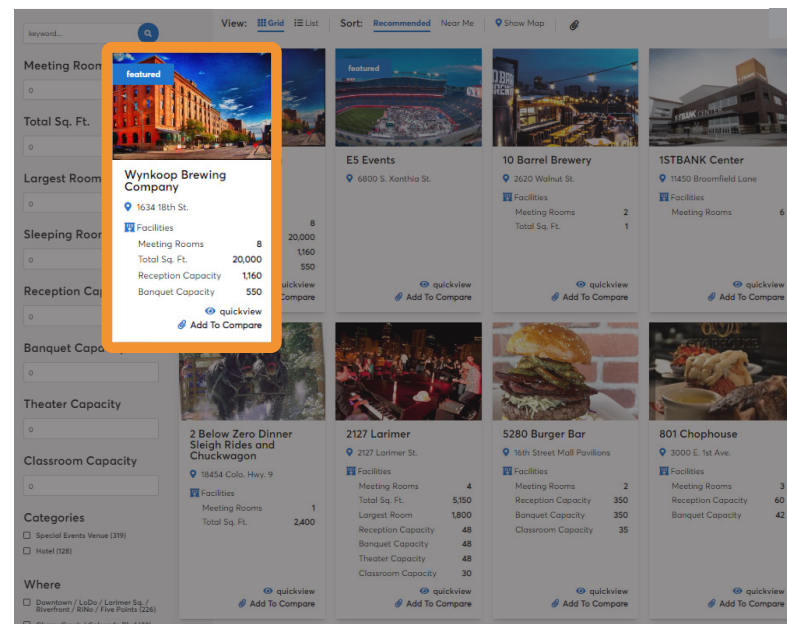 View: Grid List Sort: Recommended Near Me Show Map
keyword...
Meeting Room
0
Total Sq. Ft.
0
Largest Room
0
Sleeping Roo
0
Reception Ca
0
Banquet Capacity
0
Theater Capacity
0
Classroom Capacity
0
Categories
Special Events Venue (319)
Hotel (128)
Where
Downtown / LoDo / Larimer Sq. /
Riverfront / RiNo / Five Points (226)
featured
Wynkoop Brewing
Company
1634 18th St.
Facilities
Meeting Rooms 8
Total Sq. Ft. 20,000
Reception Capacity 1,160
Banquet Capacity 550
quickview
Add To Compare
8
20,000
1,160
550
uickview
Compare
featured
E5 Events
6800 S. Xanthia St.
quickview
Add To Compare
10 Barrel Brewery
2620 Walnut St.
Facilities
Meeting Rooms 2
Total Sq. Ft. 1
quickview
Add To Compare
1STBANK Center
11450 Broomfield Lane
Facilities
Meeting Rooms 6
quickview
Add To Compare
2 Below Zero Dinner
Sleigh Rides and
Chuckwagon
18454 Colo. Hwy. 9
Facilities
Meeting Rooms 1
Total Sq. Ft. 2,400
quickview
Add To Compare
2127 Larimer
2127 Larimer St.
Facilities
Meeting Rooms 4
Total Sq. Ft. 5,150
Largest Room 1,800
Reception Capacity 48
Banquet Capacity 48
Theater Capacity 48
Classroom Capacity 30
quickview
Add To Compare
5280 Burger Bar
16th Street Mall Pavilions
Facilities
Meeting Rooms 2
Reception Capacity 350
Banquet Capacity 350
Classroom Capacity 35
quickview
Add To Compare
801 Chophouse
3000 E. 1st Ave.
Facilities
Meeting Rooms 3
Reception Capacity 60
Banquet Capacity 42
quickview
Add To Compare